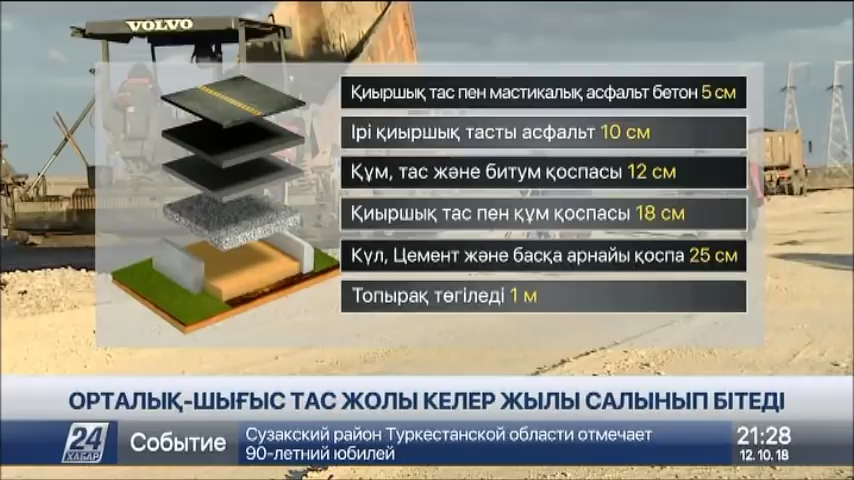 VOLVO
Қиыршық тас пен мастикалық асфальт бетон 5 см
Ірі қиыршық тасты асфальт 10 см
Құм, тас және битум қоспасы 12 см
Қиыршық тас пен құм қоспасы 18 см
Күл, Цемент және басқа арнайы қоспа 25 см
Топырақ төгіледі 1 м
ОРТАЛЫҚ-ШЫҒЫС ТАС ЖОЛЫ КЕЛЕР ЖЫЛЫ САЛЫНЫП БІТЕДІ
24
ХАБАР
Событие
Сузакский район Туркестанской области отмечает
90-летний юбилей
21:28
12.10.18